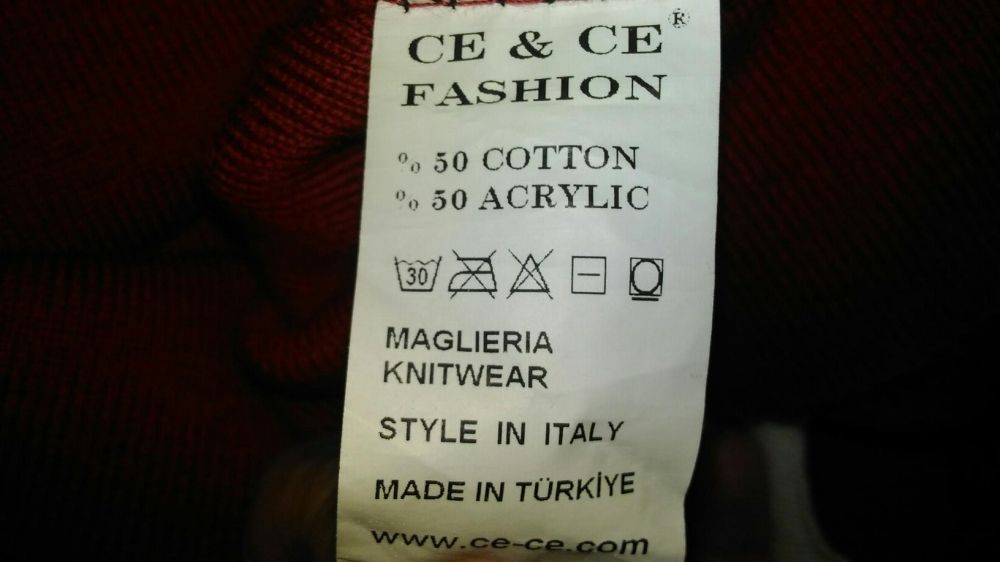 CE & CE®
FASHION
% 50 COTTON
% 50 ACRYLIC
30
MAGLIERIA
KNITWEAR
STYLE IN ITALY
MADE IN TÜRKİYE
www.ce-ce.com